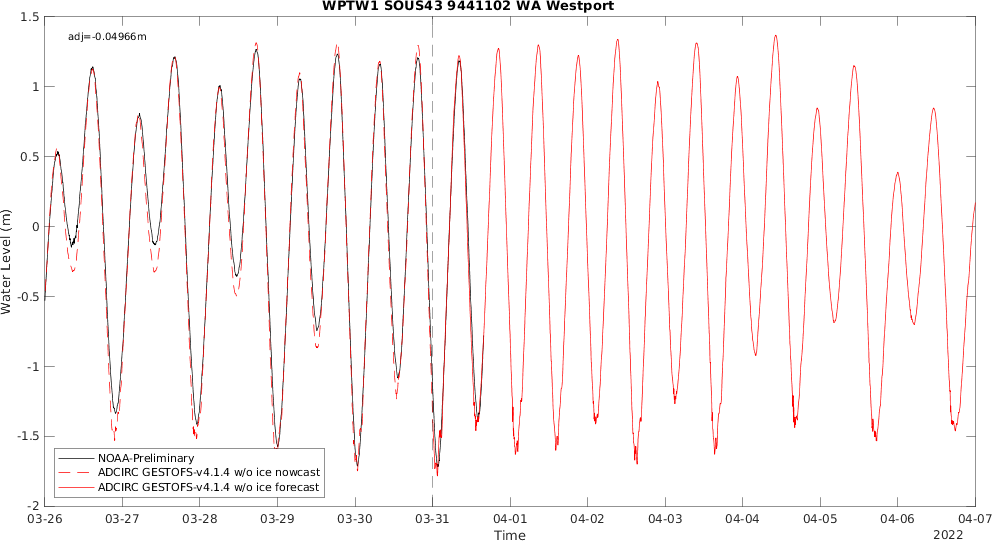 WPTW1 SOUS43 9441102 WA Westport
adj=-0.04966m
1.5
1
0.5
0
-0.5
-1
-1.5
-2
Water Level (m)
NOAA-Preliminary
ADCIRC GESTOFS-v4.1.4 w/o ice nowcast
ADCIRC GESTOFS-v4.1.4 w/o ice forecast
03-26 03-27 03-28 03-29 03-30 03-31 04-01 04-02 04-03 04-04 04-05 04-06 04-07
Time
2022